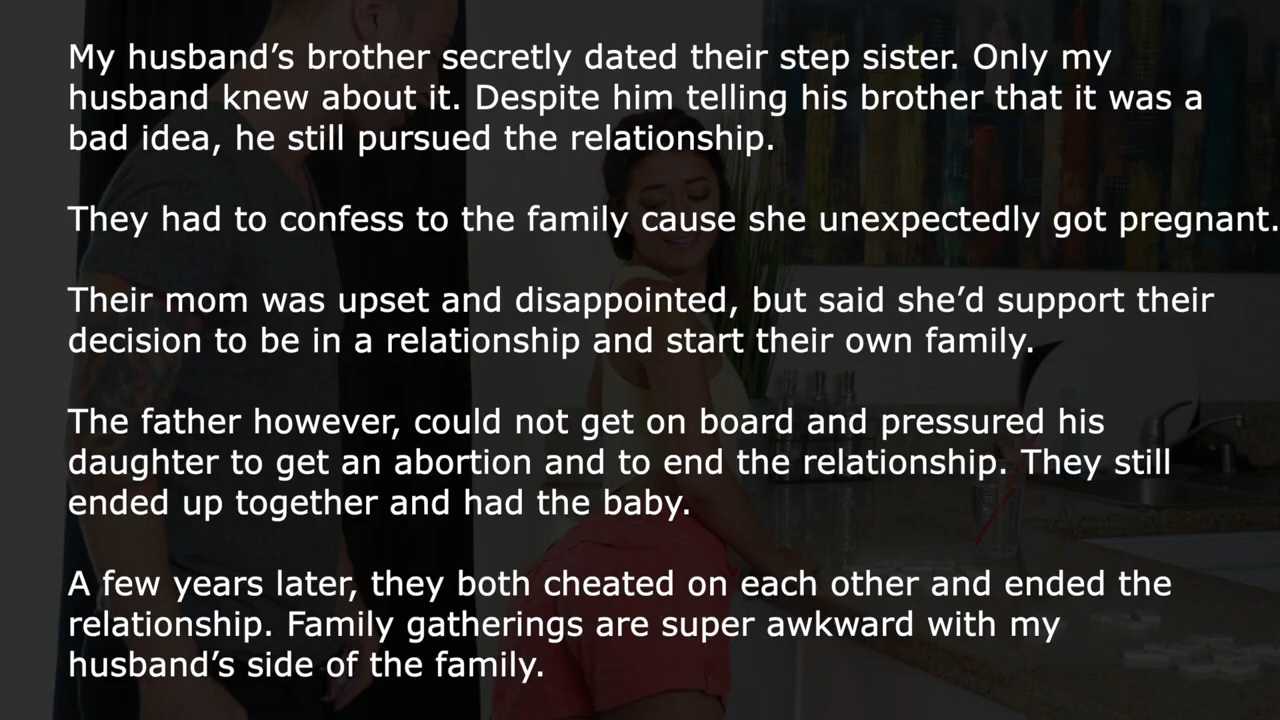 My husband’s brother secretly dated their step sister. Only my
husband knew about it. Despite him telling his brother that it was a
bad idea, he still pursued the relationship.
They had to confess to the family cause she unexpectedly got pregnant.
Their mom was upset and disappointed, but said she’d support their
decision to be in a relationship and start their own family.
The father however, could not get on board and pressured his
daughter to get an abortion and to end the relationship. They still
ended up together and had the baby.
A few years later, they both cheated on each other and ended the
relationship. Family gatherings are super awkward with my
husband’s side of the family.